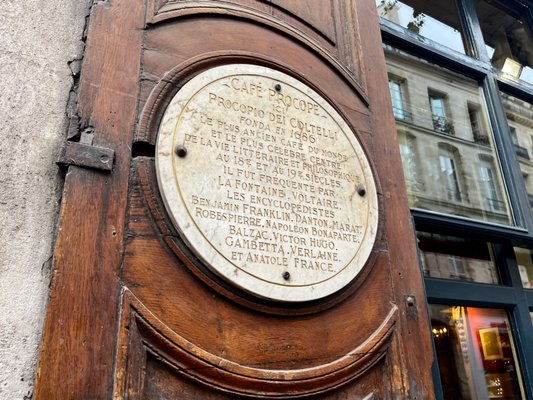 CAFÉ PROCOPE
PROCOPIO DEI COLTELLI
FONDA EN 1686
LE PLUS ANCIEN CAFÉ DU MONDE
ET LE PLUS CÉLÈBRE CENTRE
DE LA VIE LITTÉRAIRE ET PHILOSOPHIQUE
AU 18E ET AU 19E SIÈCLES.
IL FUT FRÉQUENTÉ PAR
LA FONTAINE, VOLTAIRE,
LES ENCYCLOPÉDISTES
BENJAMIN FRANKLIN, DANTON, MARAT,
ROBESPIERRE, NAPOLÉON BONAPARTE,
BALZAC, VICTOR HUGO,
GAMBETTA, VERLAINE,
ET ANATOLE FRANCE.